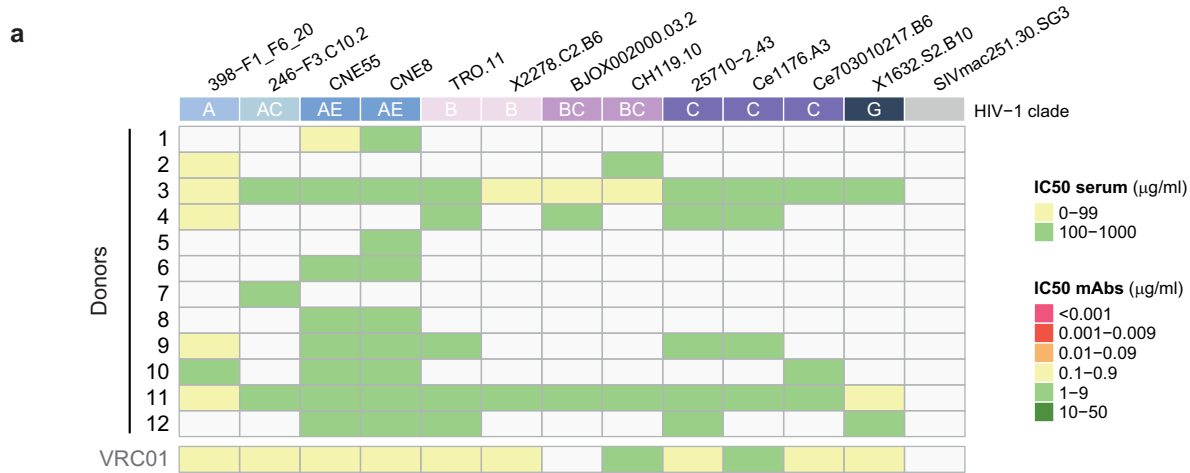 a
398−F1_F6_20
246−F3.C10.2
CNE55
CNE8
TRO.11
X2278.C2.B6
BJOX002000.03.2
CH119.10
25710−2.43
Ce1176.A3
Ce703010217.B6
X1632.S2.B10
SIVmac251.30.SG3
A AC AE AE B B BC BC C C C G HIV−1 clade
Donors
1
2
3
4
5
6
7
8
9
10
11
12
VRC01
IC50 serum (μg/ml)
0−99
100−1000
IC50 mAbs (μg/ml)
<0.001
0.001−0.009
0.01−0.09
0.1−0.9
1−9
10−50